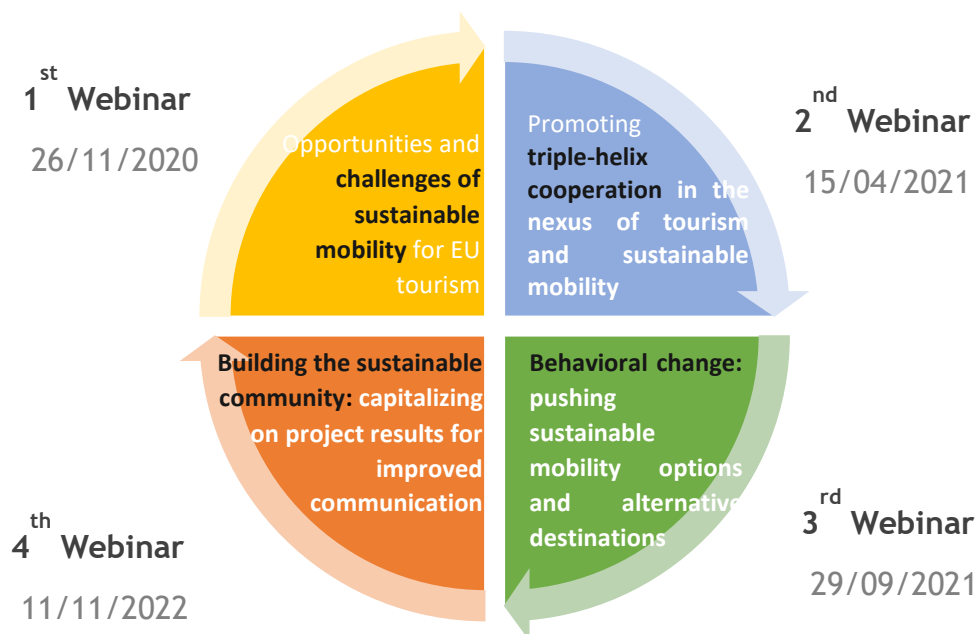 1st Webinar
26/11/2020
Opportunities and
challenges of
sustainable
mobility for EU
tourism
Promoting
triple-helix
cooperation in the
nexus of tourism
and sustainable
mobility
2nd Webinar
15/04/2021
Building the sustainable
community: capitalizing
on project results for
improved
communication
4th Webinar
11/11/2022
Behavioral change:
pushing
sustainable
mobility options
and alternative
destinations
3rd Webinar
29/09/2021